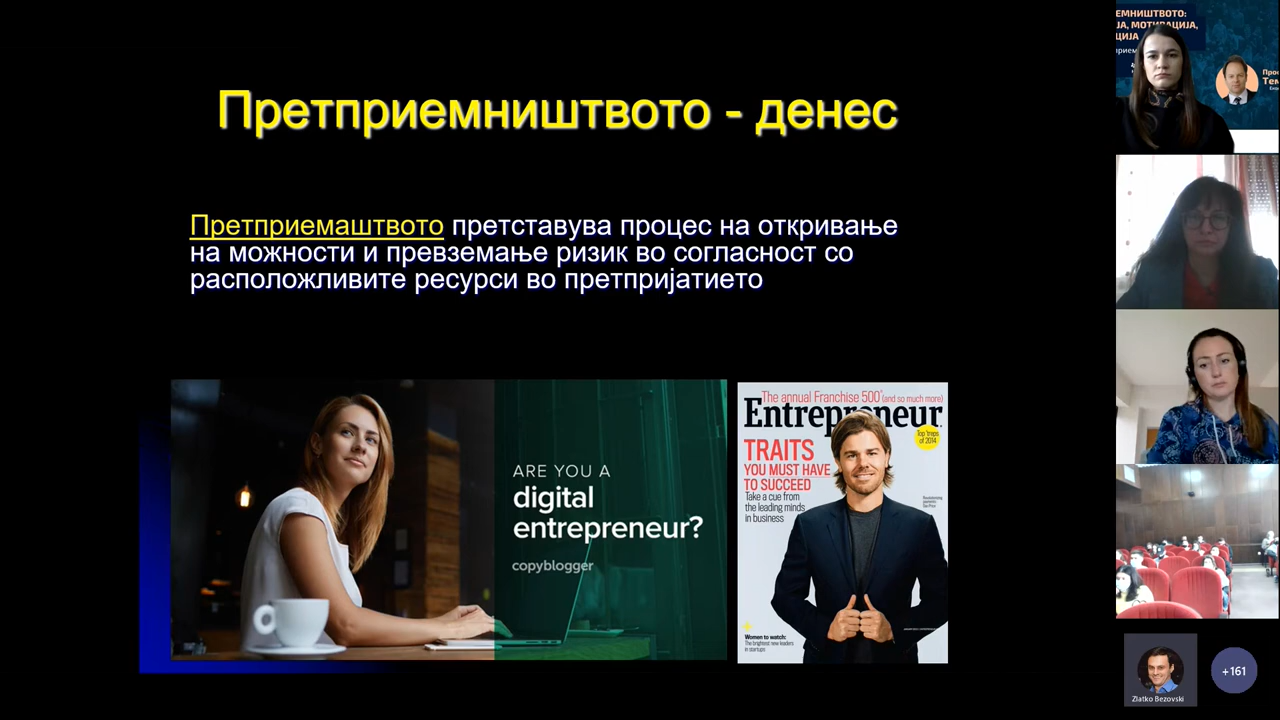 Претприемништвото - денес
Претприемаштвото претставува процес на откривање
на можности и превземање ризик во согласност со
расположливите ресурси во претпријатието
ARE YOU A
digital
entrepreneur?
copyblogger
The annual Franchise 500 (and so much more)
Entrepreneur
Top 'treps
of 2014
TRAITS
YOU MUST HAVE
TO SUCCEED
Take a cue from
the leading minds
in business
Women to watch:
The brightest new leaders
in startups
ЕМНИШТВОТО:
ЈА, МОТИВАЦИЈА,
ЦИЈА
Zlatko Bezovski
+161